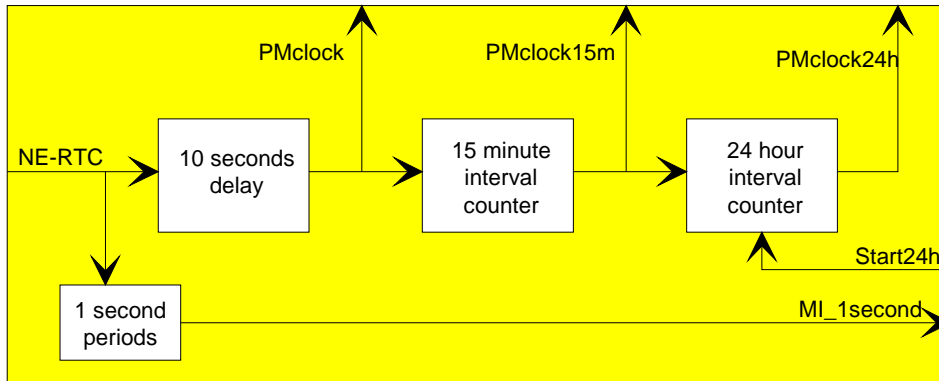 PMclock
PMclock15m
PMclock24h
NE-RTC
10 seconds
delay
15 minute
interval
counter
24 hour
interval
counter
Start24h
1 second
periods
MI_1second